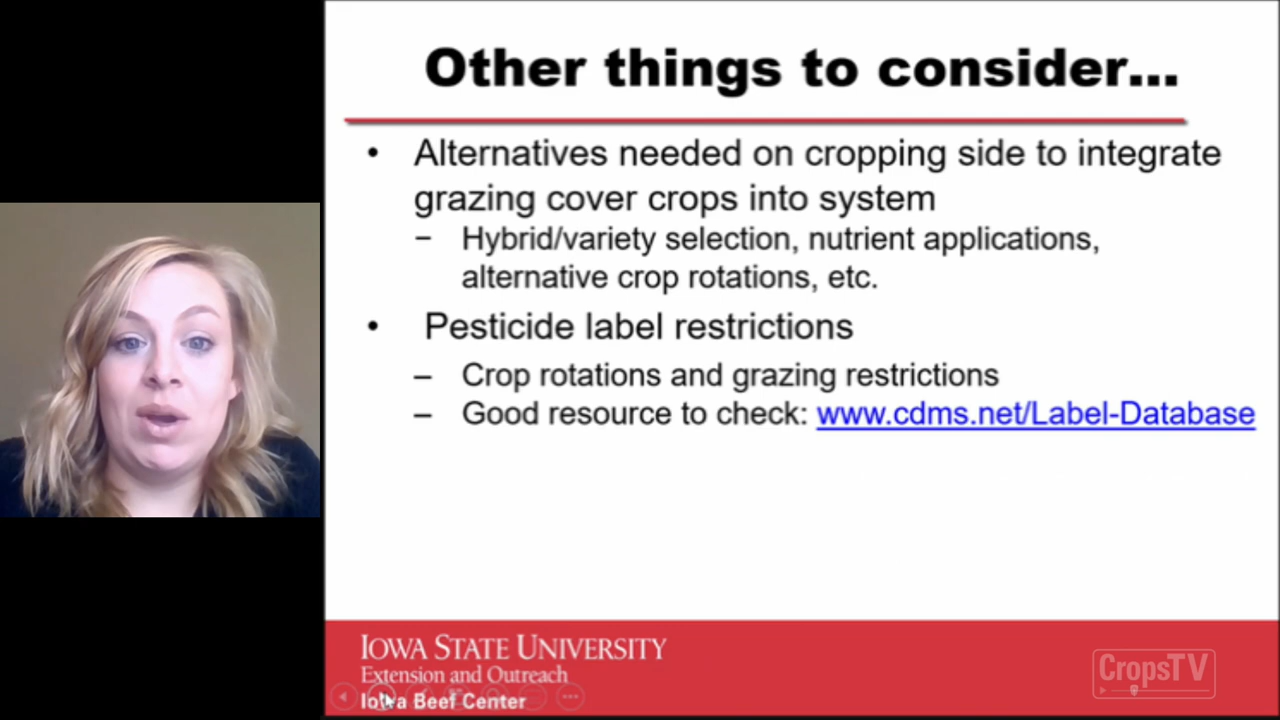 Other things to consider...
• Alternatives needed on cropping side to integrate
grazing cover crops into system
– Hybrid/variety selection, nutrient applications,
alternative crop rotations, etc.
• Pesticide label restrictions
– Crop rotations and grazing restrictions
– Good resource to check: www.cdms.net/Label-Database
IOWA STATE UNIVERSITY
Extension and Outreach
Iowa Beef Center
CropsTV